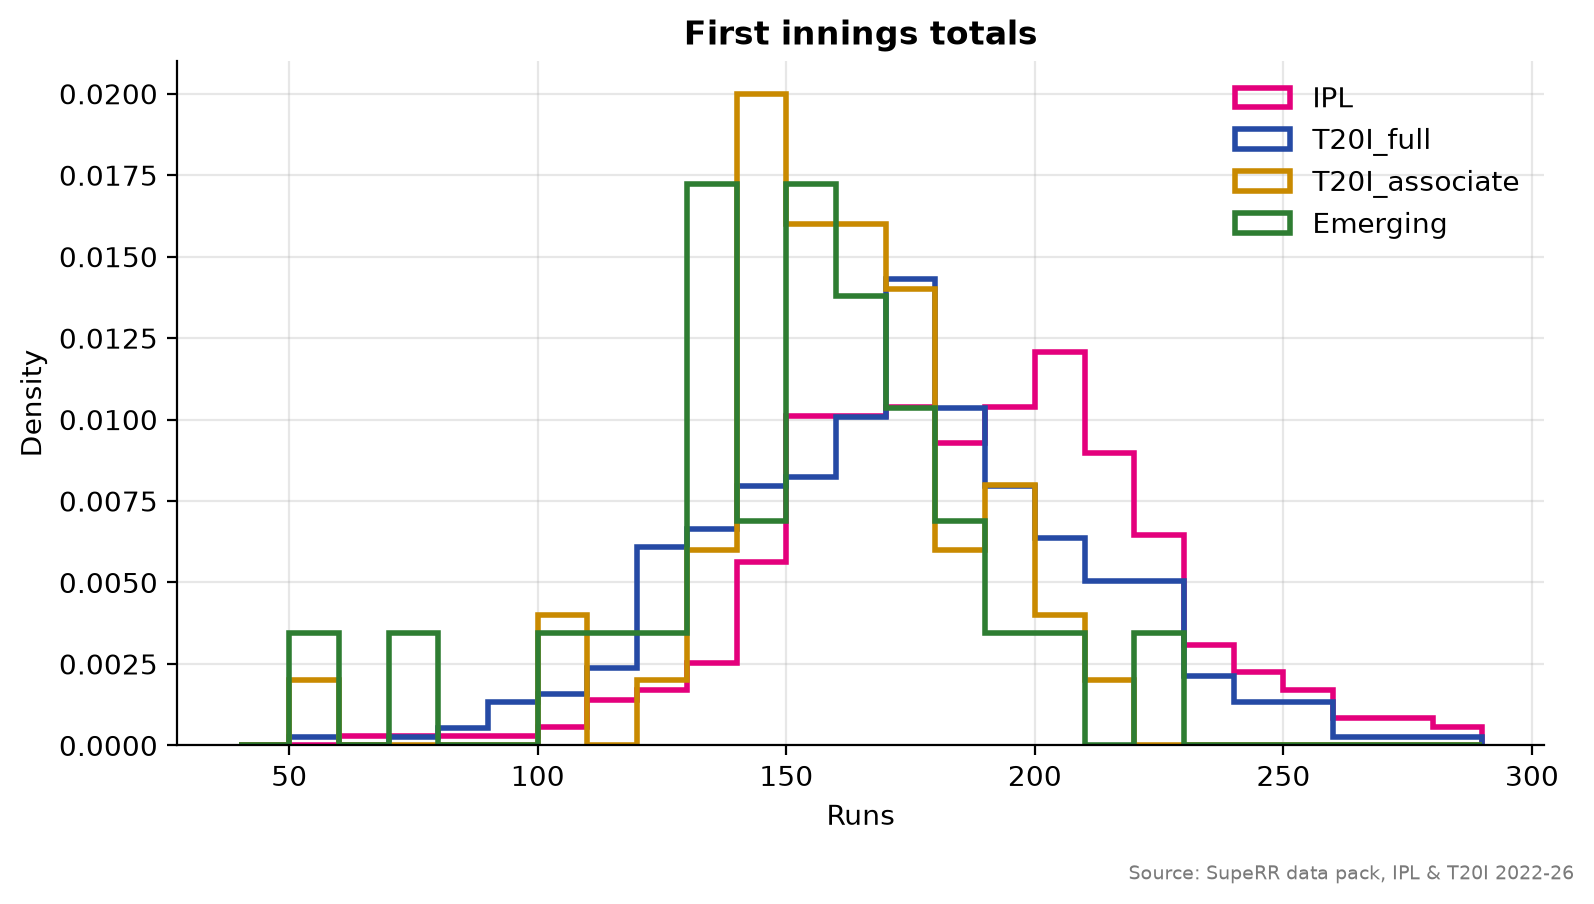 First innings totals
IPL
T20I_full
T20I_associate
Emerging
Density
0.0200
0.0175
0.0150
0.0125
0.0100
0.0075
0.0050
0.0025
0.0000
50 100 150 200 250 300
Runs
Source: SupeRR data pack, IPL & T20I 2022-26